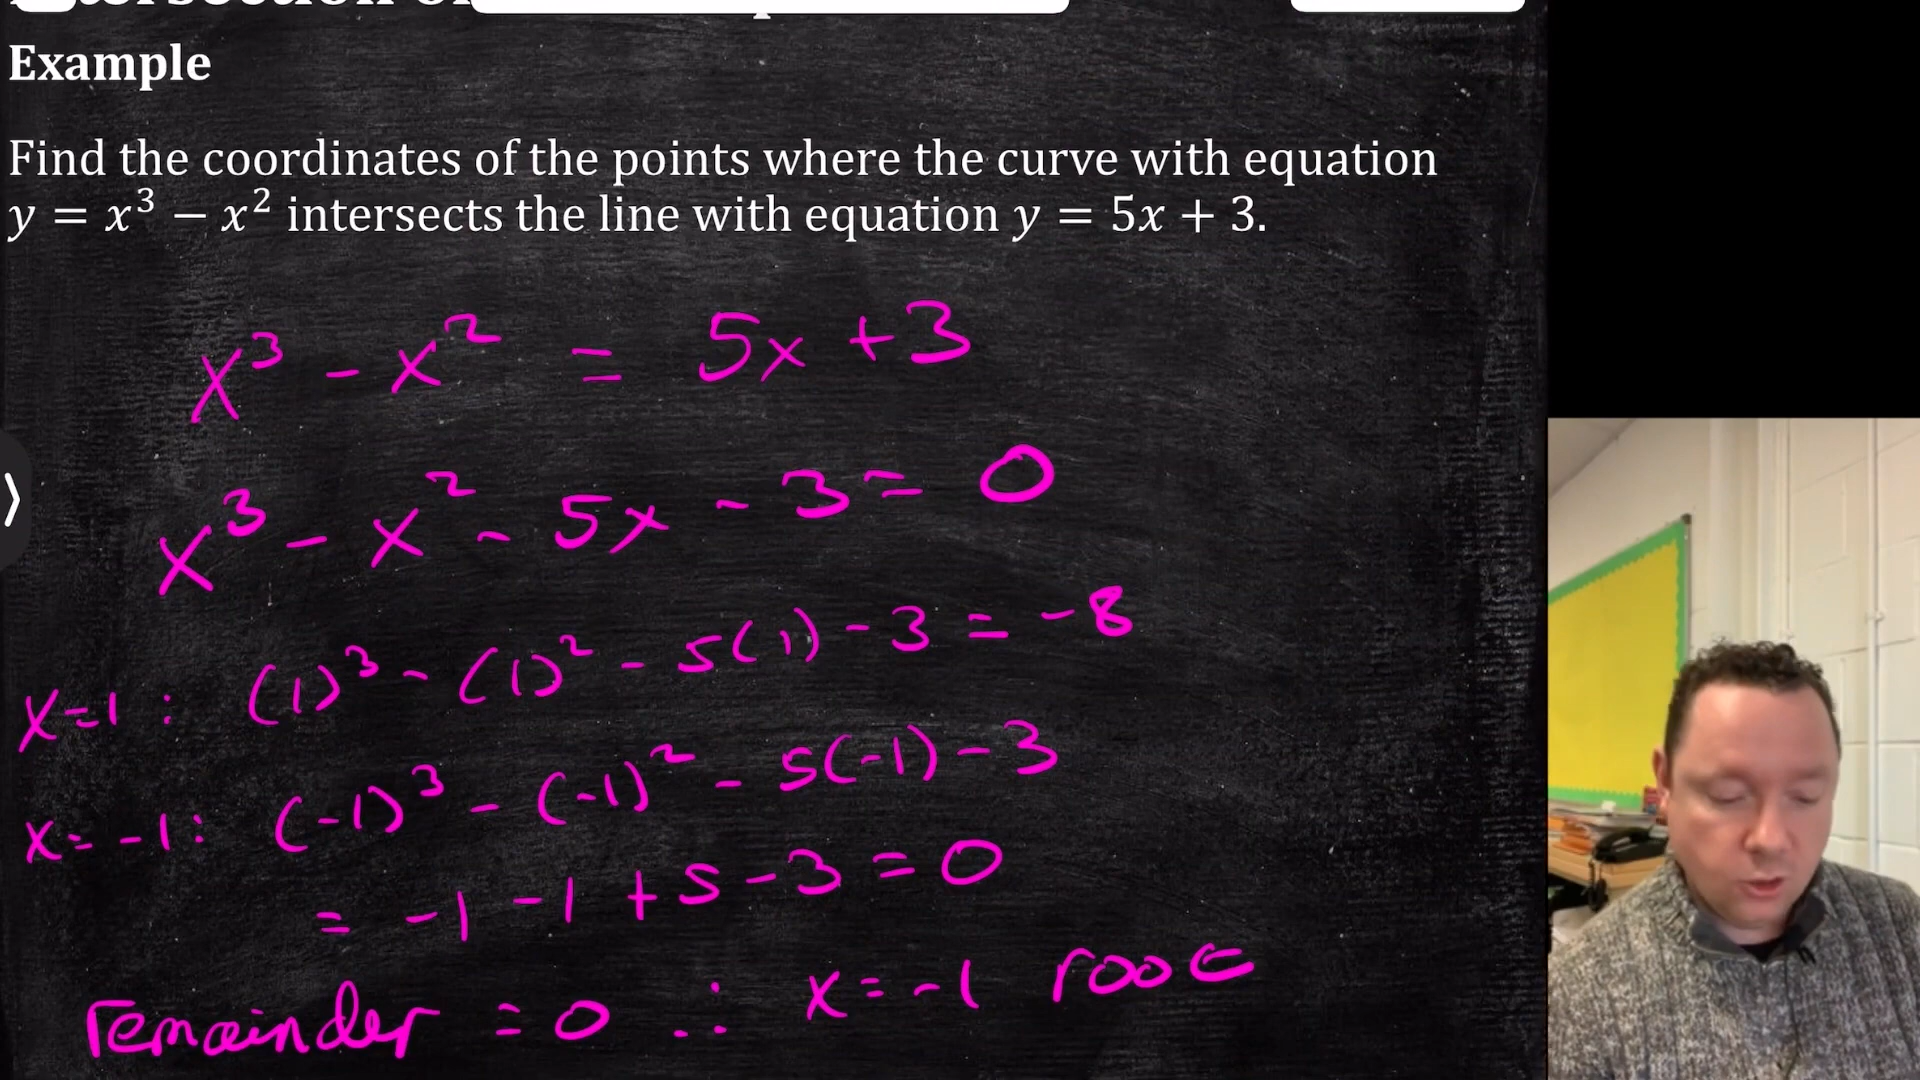 Example
Find the coordinates of the points where the curve with equation
y = x³ − x² intersects the line with equation y = 5x + 3.
x³ - x² = 5x + 3
x³ - x² - 5x - 3 = 0
x=1 : (1)³ - (1)² - 5(1) - 3 = -8
x = -1 : (-1)³ - (-1)² - 5(-1) - 3
= -1 - 1 + 5 - 3 = 0
remainder = 0 ∴ x = -1 root